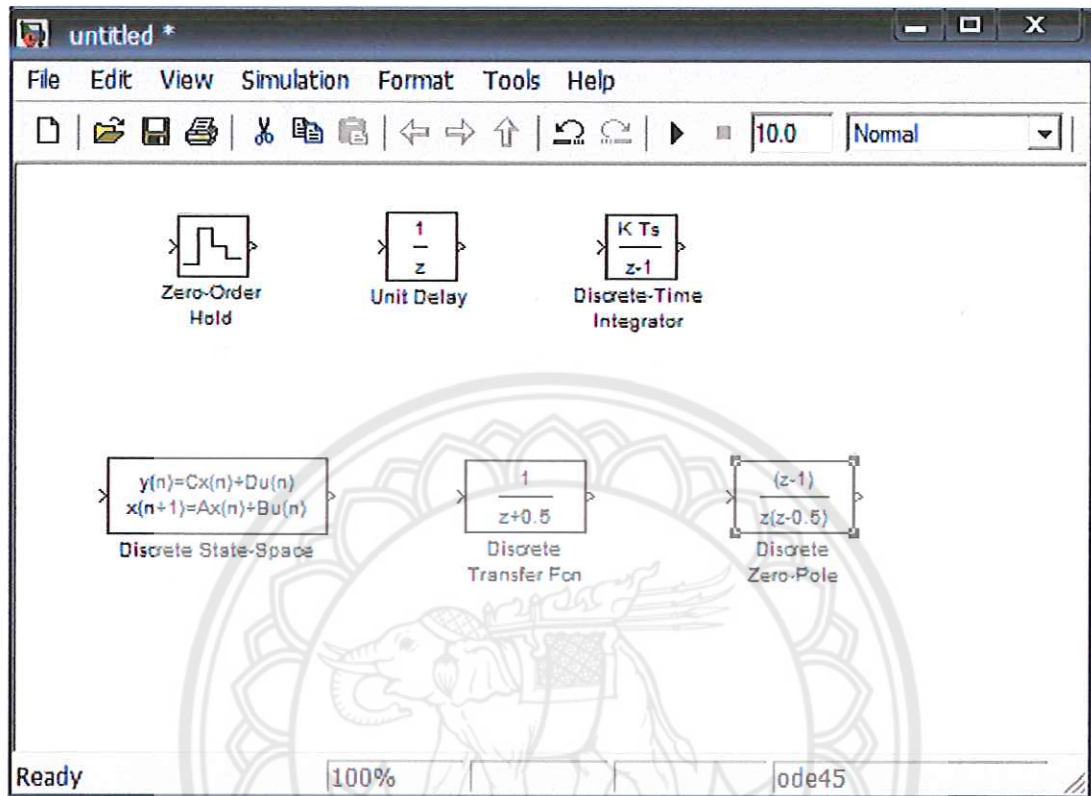 untitled *
File Edit View Simulation Format Tools Help
10.0 Normal
1
z
K Ts
z-1
Zero-Order
Hold
Unit Delay
Discrete-Time
Integrator
y(n)=Cx(n)+Du(n)
x(n+1)=Ax(n)+Bu(n)
Discrete State-Space
1
z+0.5
Discrete
Transfer Fcn
(z-1)
z(z-0.5)
Discrete
Zero-Pole
Ready 100% ode45